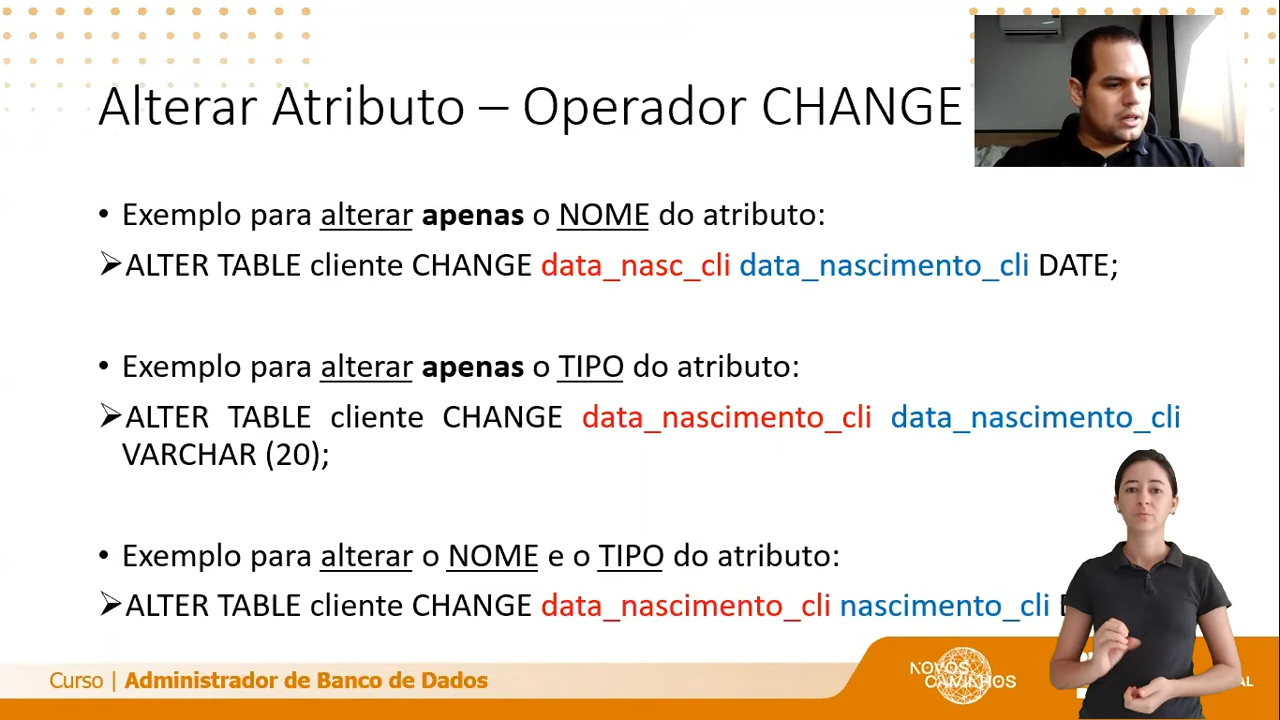 Alterar Atributo – Operador CHANGE
• Exemplo para alterar apenas o NOME do atributo:
➢ALTER TABLE cliente CHANGE data_nasc_cli data_nascimento_cli DATE;
• Exemplo para alterar apenas o TIPO do atributo:
➢ALTER TABLE cliente CHANGE data_nascimento_cli data_nascimento_cli
VARCHAR (20);
• Exemplo para alterar o NOME e o TIPO do atributo:
➢ALTER TABLE cliente CHANGE data_nascimento_cli nascimento_cli
Curso | Administrador de Banco de Dados
NOVOS
CAMINHOS